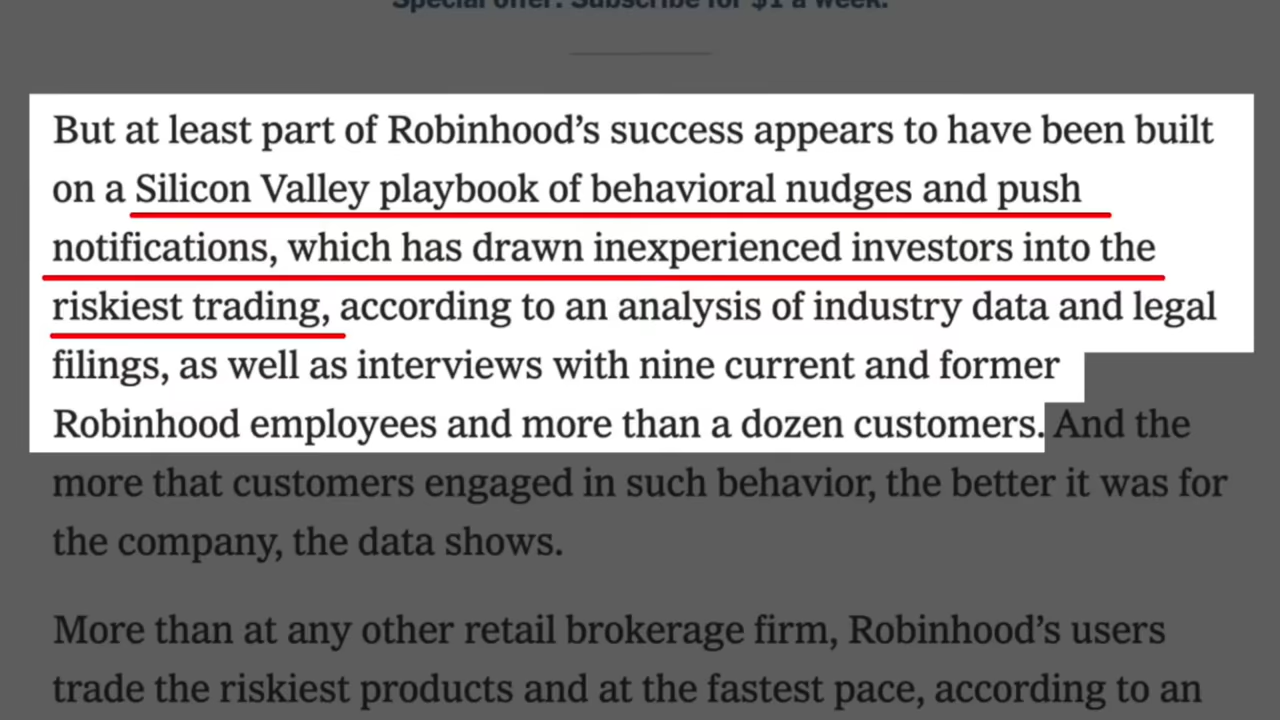 Special offer: Subscribe for $1 a week.
But at least part of Robinhood’s success appears to have been built
on a Silicon Valley playbook of behavioral nudges and push
notifications, which has drawn inexperienced investors into the
riskiest trading, according to an analysis of industry data and legal
filings, as well as interviews with nine current and former
Robinhood employees and more than a dozen customers. And the
more that customers engaged in such behavior, the better it was for
the company, the data shows.
More than at any other retail brokerage firm, Robinhood’s users
trade the riskiest products and at the fastest pace, according to an